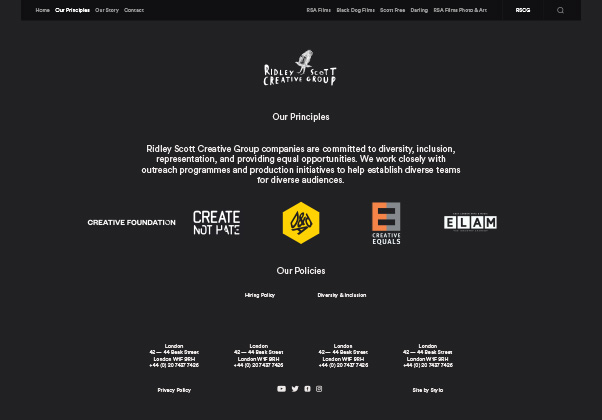 Home Our Principles Our Story Contact RSA Films Black Dog Films Scott Free Darling RSA Films Photo & Art RSCG
RIDLEY SCOTT
CREATIVE GROUP
Our Principles
Ridley Scott Creative Group companies are committed to diversity, inclusion,
representation, and providing equal opportunities. We work closely with
outreach programmes and production initiatives to help establish diverse teams
for diverse audiences.
CREATIVE FOUNDATION
CREATE
NOT HATE
D&AD
CREATIVE
EQUALS
ELAM
Our Policies
Hiring Policy Diversity & Inclusion
London London London London
42 — 44 Beak Street 42 — 44 Beak Street 42 — 44 Beak Street 42 — 44 Beak Street
London W1F 9RH London W1F 9RH London W1F 9RH London W1F 9RH
+44 (0) 20 7437 7426 +44 (0) 20 7437 7426 +44 (0) 20 7437 7426 +44 (0) 20 7437 7426
Privacy Policy Site by